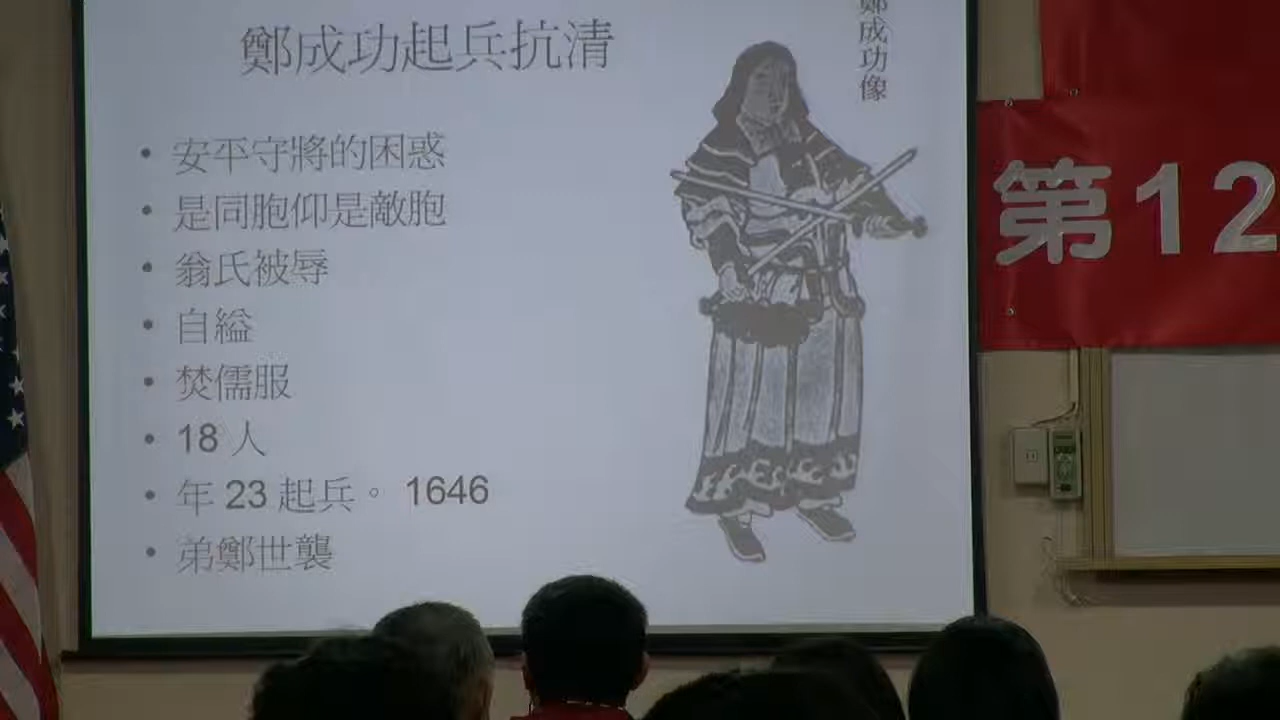 鄭成功起兵抗清
• 安平守將的困惑
• 是同胞仰是敵胞
• 翁氏被辱
• 自縊
• 焚儒服
• 18 人
• 年 23 起兵。 1646
• 弟鄭世襲
鄭成功像
第12